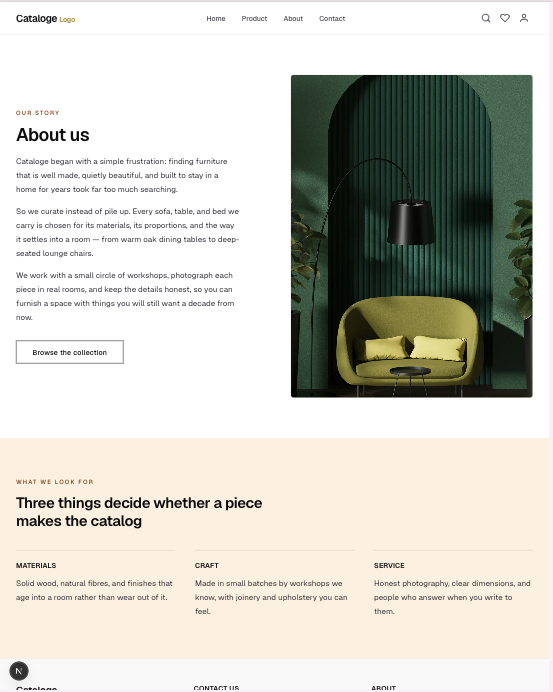 Cataloge Logo
Home Product About Contact
OUR STORY
About us
Cataloge began with a simple frustration: finding furniture
that is well made, quietly beautiful, and built to stay in a
home for years took far too much searching.
So we curate instead of pile up. Every sofa, table, and bed we
carry is chosen for its materials, its proportions, and the way
it settles into a room — from warm oak dining tables to deep-
seated lounge chairs.
We work with a small circle of workshops, photograph each
piece in real rooms, and keep the details honest, so you can
furnish a space with things you will still want a decade from
now.
Browse the collection
WHAT WE LOOK FOR
Three things decide whether a piece
makes the catalog
MATERIALS
Solid wood, natural fibres, and finishes that
age into a room rather than wear out of it.
CRAFT
Made in small batches by workshops we
know, with joinery and upholstery you can
feel.
SERVICE
Honest photography, clear dimensions, and
people who answer when you write to
them.
N
Cataloge
CONTACT US
ABOUT